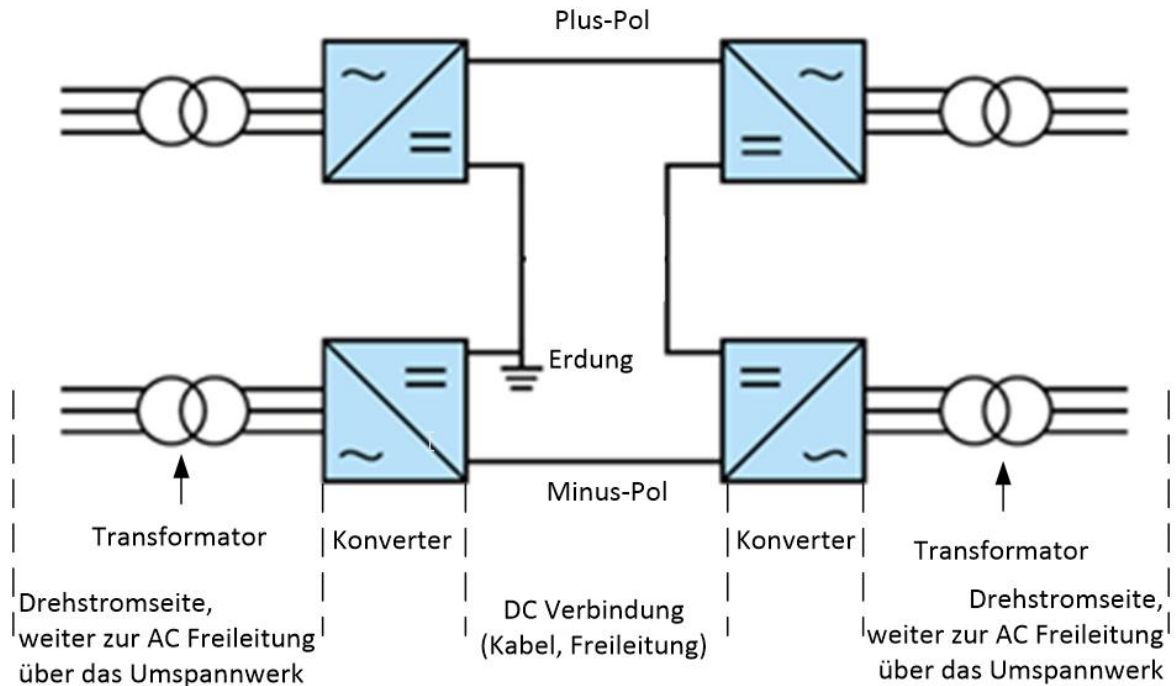 Plus-Pol
Erdung
Minus-Pol
Transformator
Konverter
Konverter
Transformator
Drehstromseite,
weiter zur AC Freileitung
über das Umspannwerk
DC Verbindung
(Kabel, Freileitung)
Drehstromseite,
weiter zur AC Freileitung
über das Umspannwerk